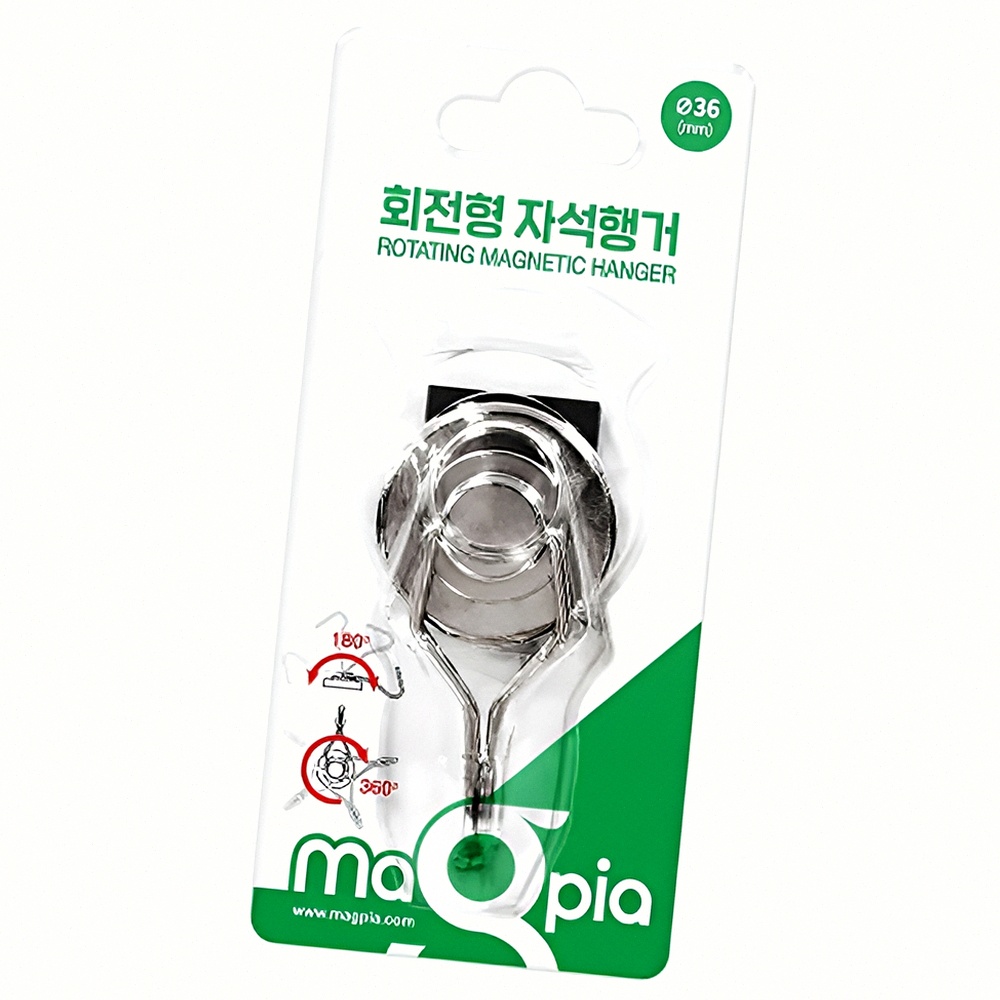 Ø36
(mm)
회전형 자석행거
ROTATING MAGNETIC HANGER
180°
360°
magpia
www.magpia.com